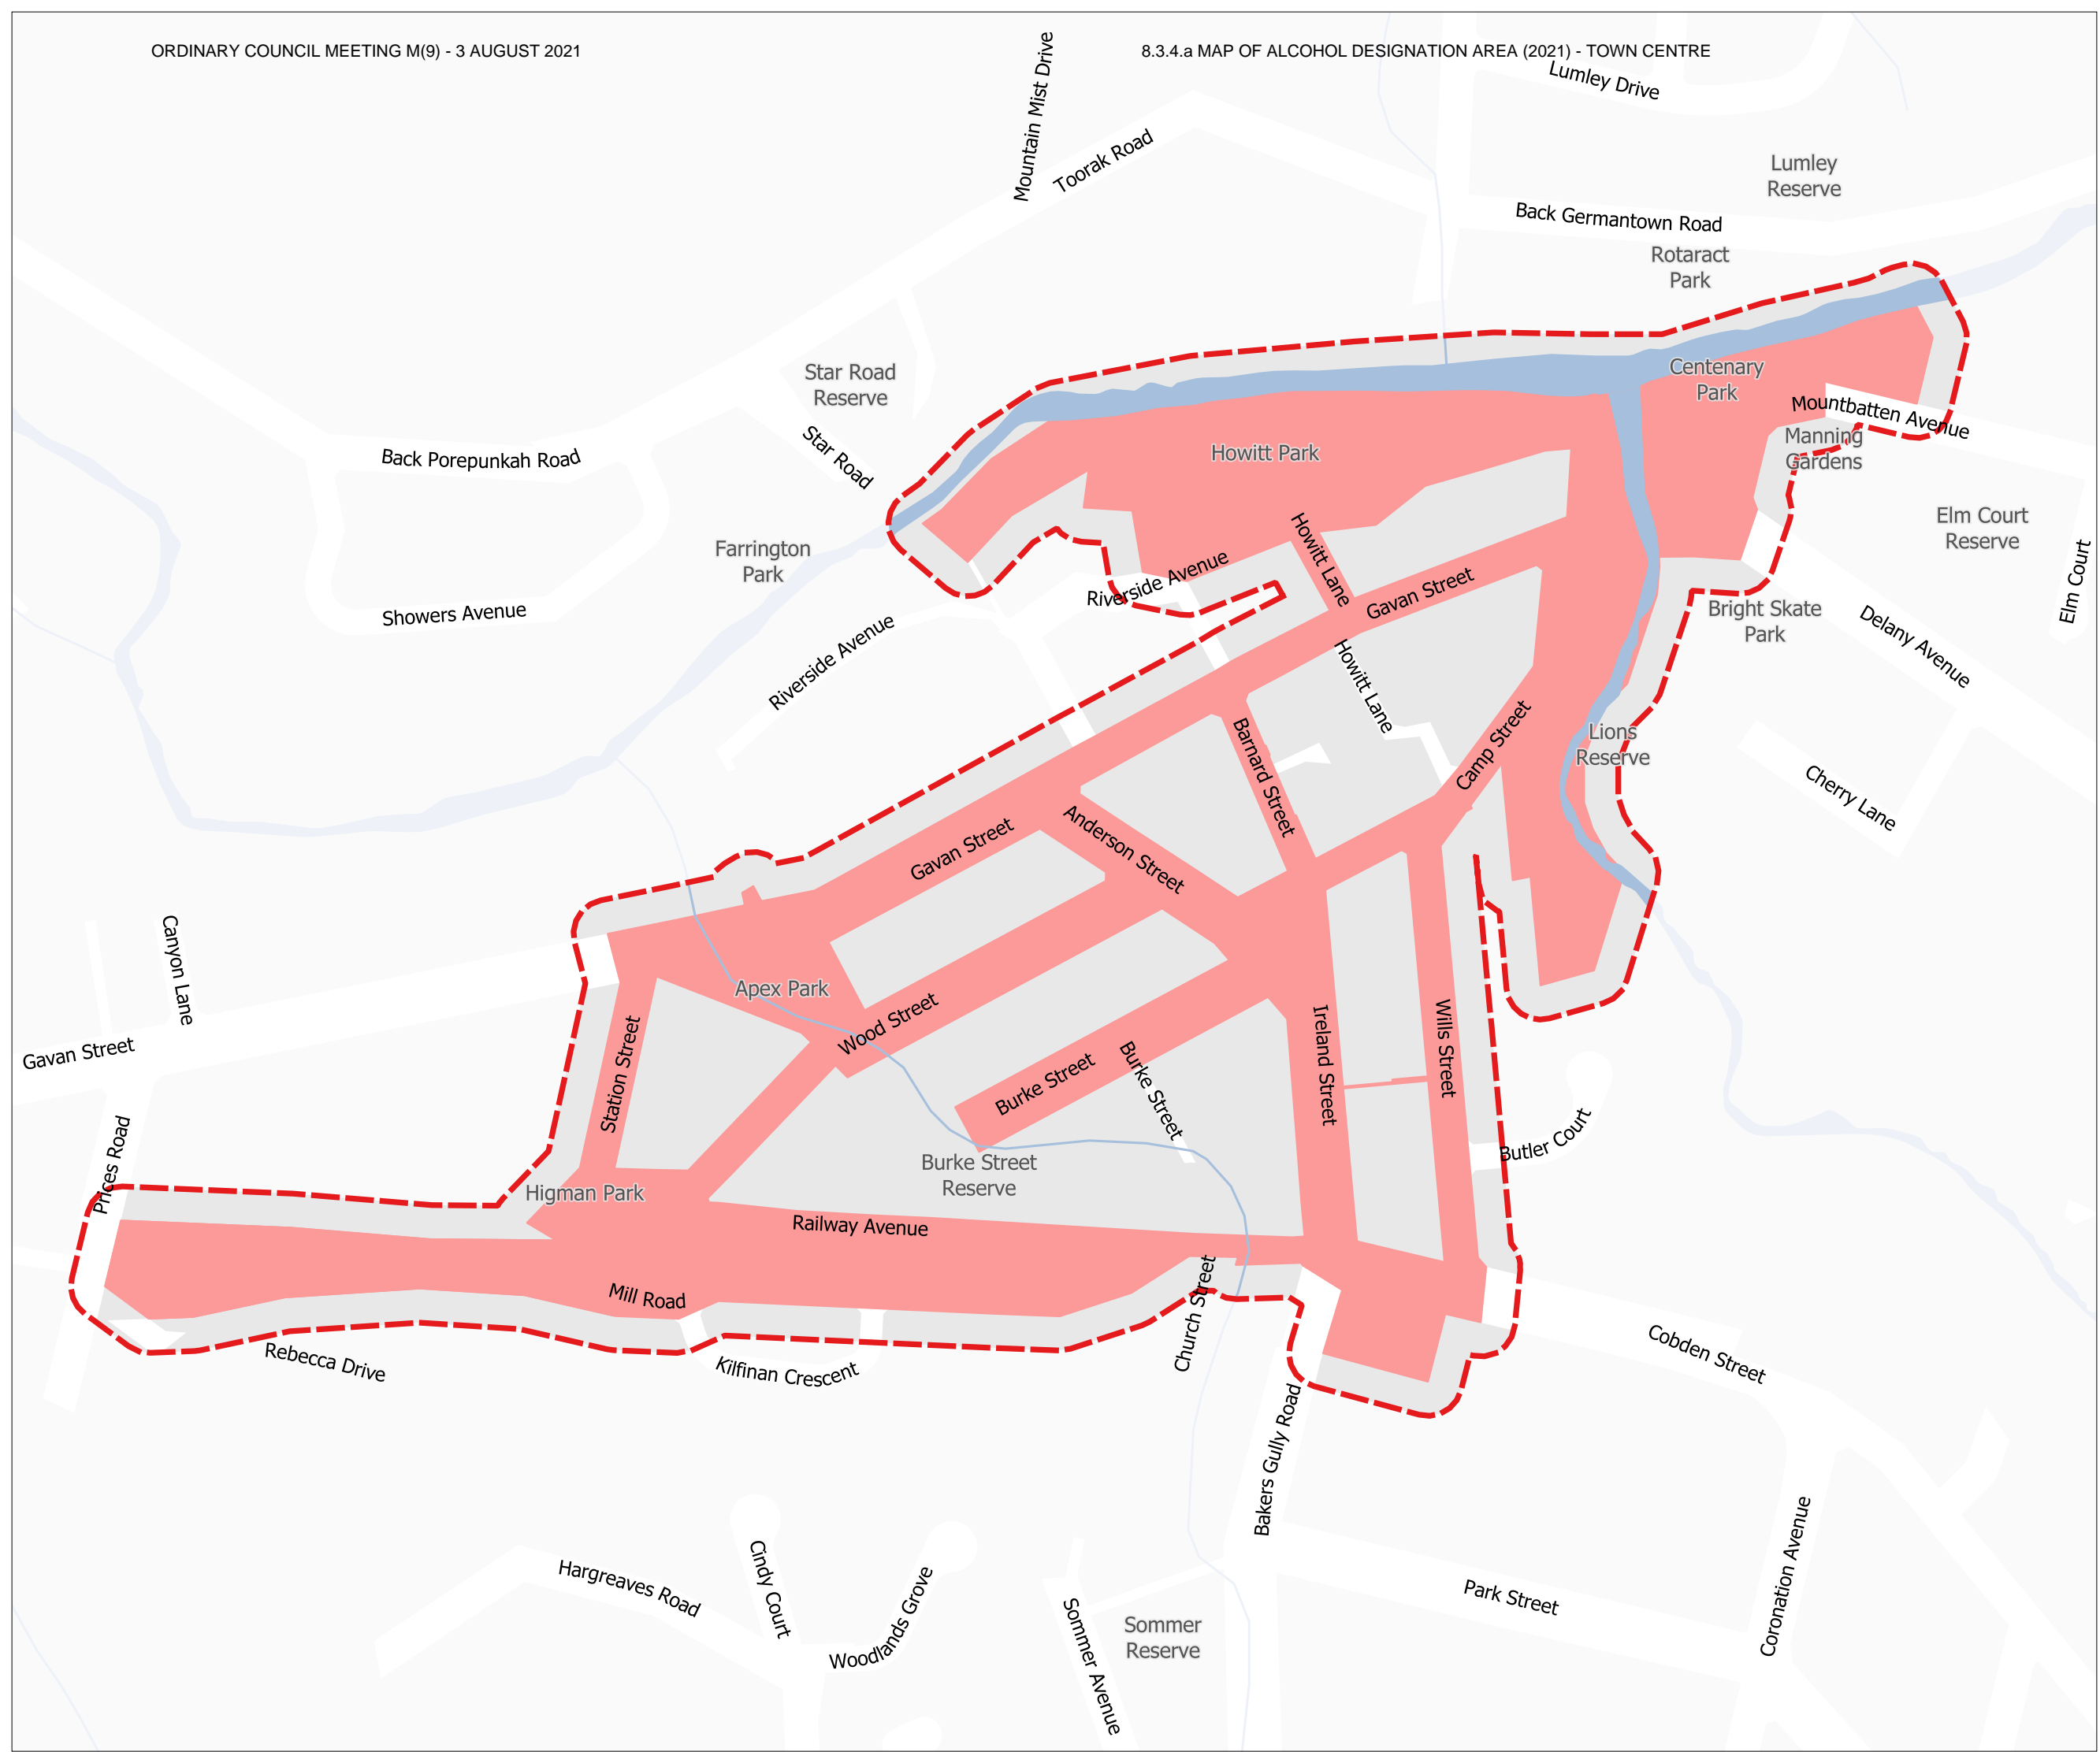 ORDINARY COUNCIL MEETING M(9) - 3 AUGUST 2021
8.3.4.a MAP OF ALCOHOL DESIGNATION AREA (2021) - TOWN CENTRE
Lumley Drive
Mountain Mist Drive
Toorak Road
Lumley
Reserve
Back Germantown Road
Rotaract
Park
Star Road
Reserve
Centenary
Park
Mountbatten Avenue
Manning
Gardens
Back Porepunkah Road
Star Road
Howitt Park
Elm Court
Reserve
Elm Court
Farrington
Park
Howitt Lane
Riverside Avenue
Gavan Street
Showers Avenue
Riverside Avenue
Bright Skate
Park
Delany Avenue
Howitt Lane
Barnard Street
Camp Street
Lions
Reserve
Cherry Lane
Anderson Street
Gavan Street
Canyon Lane
Apex Park
Wood Street
Gavan Street
Station Street
Burke Street
Burke Street
Ireland Street
Wills Street
Butler Court
Prices Road
Burke Street
Reserve
Higman Park
Railway Avenue
Mill Road
Church Street
Rebecca Drive
Kilfinan Crescent
Cobden Street
Bakers Gully Road
Hargreaves Road
Cindy Court
Woodlands Grove
Sommer Avenue
Sommer
Reserve
Park Street
Coronation Avenue